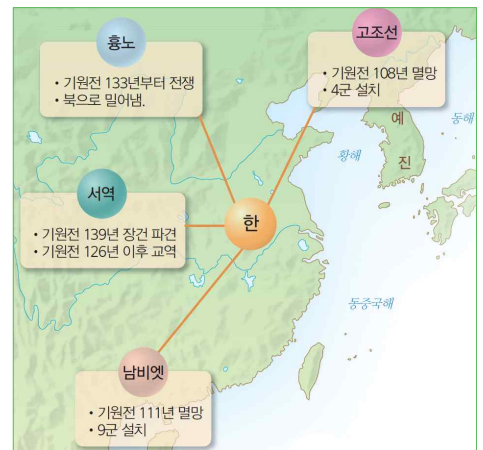 흉노
• 기원전 133년부터 전쟁
• 북으로 밀어냄.
고조선
• 기원전 108년 멸망
• 4군 설치
예
진
동해
황해
서역
• 기원전 139년 장건 파견
• 기원전 126년 이후 교역
한
동중국해
남비엣
• 기원전 111년 멸망
• 9군 설치